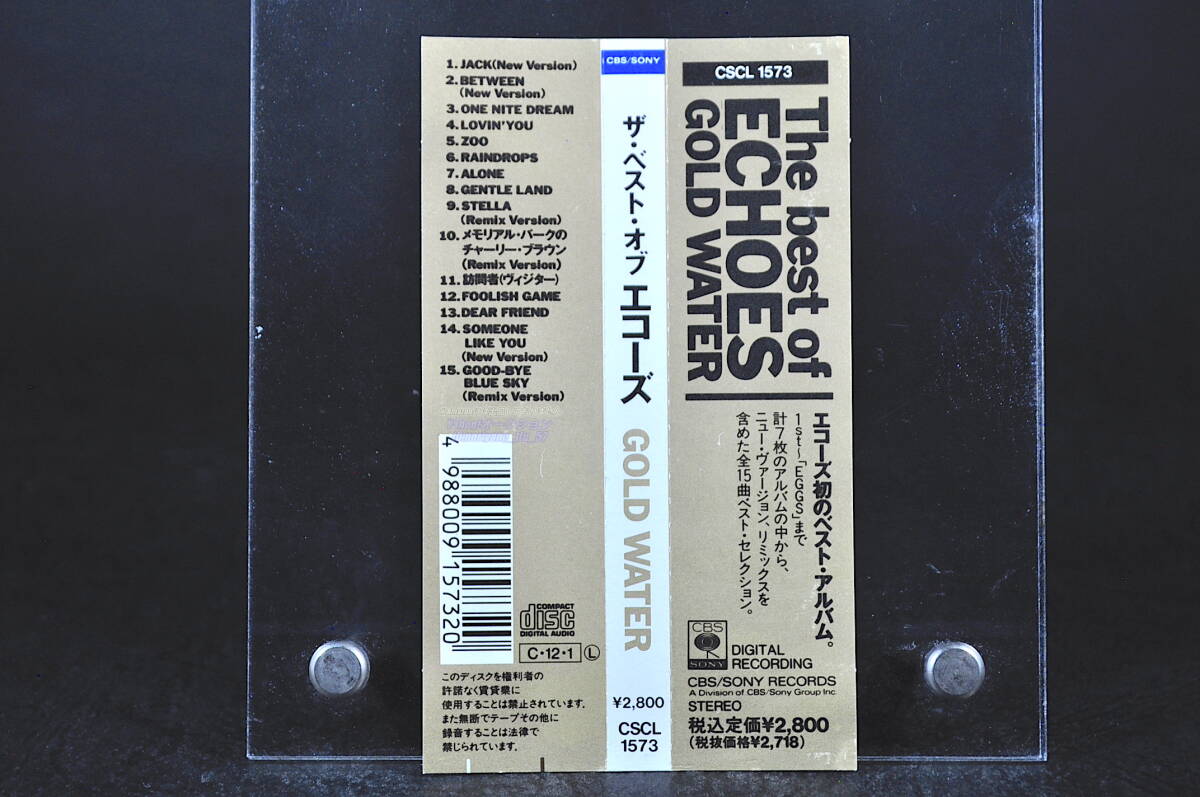 1. JACK(New Version)
2. BETWEEN
(New Version)
3. ONE NITE DREAM
4. LOVIN'YOU
5. ZOO
6. RAINDROPS
7. ALONE
8. GENTLE LAND
9. STELLA
(Remix Version)
10. メモリアル・パークの
チャーリー・ブラウン
(Remix Version)
11. 訪問者(ヴィジター)
12. FOOLISH GAME
13. DEAR FRIEND
14. SOMEONE
LIKE YOU
(New Version)
15. GOOD-BYE
BLUE SKY
(Remix Version)
4 988009 157320
COMPACT
disc
DIGITAL AUDIO
C・12・1 L
このディスクを権利者の
許諾なく賃貸業に
使用することは禁止されています。
また無断でテープその他に
録音することは法律で
禁じられています。
CBS/SONY
ザ・ベスト・オブ エコーズ GOLD WATER
¥2,800
CSCL
1573
CSCL 1573
The best of
ECHOES
GOLD WATER
エコーズ初のベスト・アルバム。
1st〜「EGGS」まで
計7枚のアルバムの中から、
ニュー・ヴァージョン、リミックスを
含めた全15曲ベスト・セレクション。
CBS
SONY
DIGITAL
RECORDING
CBS/SONY RECORDS
A Division of CBS/Sony Group Inc.
STEREO
税込定価¥2,800
(税抜価格¥2,718)